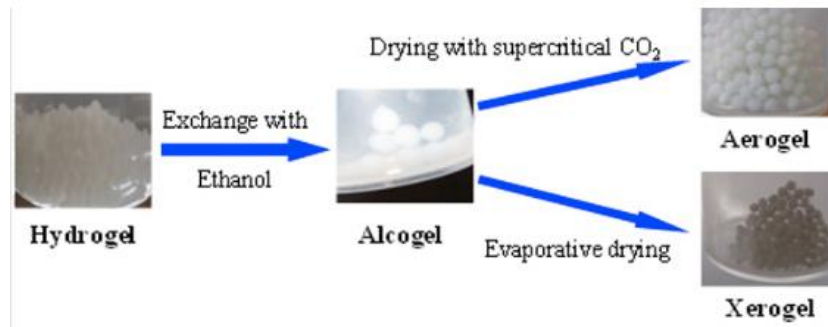 Drying with supercritical CO₂
Exchange with
Ethanol
Aerogel
Hydrogel
Alcogel
Evaporative drying
Xerogel